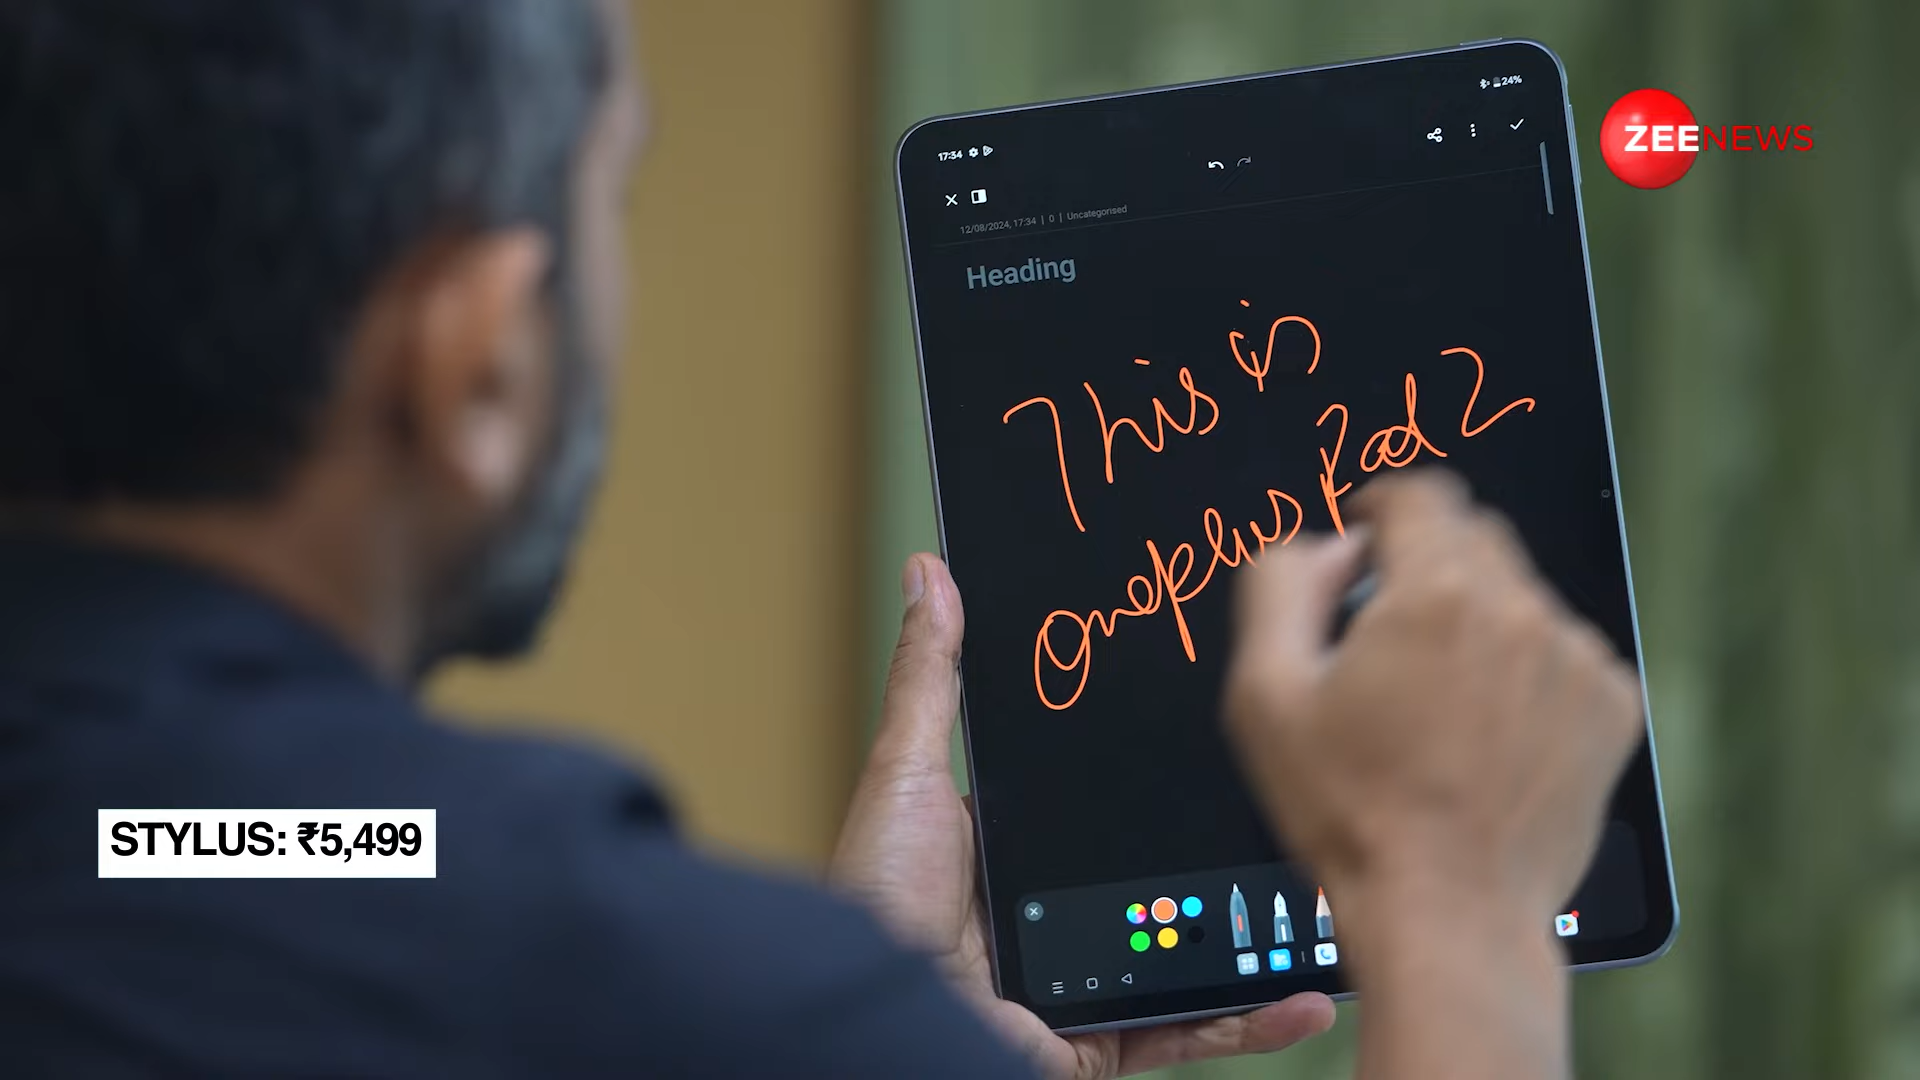 24%
17:34
ZEENEWS
12/08/2024, 17:34 | 0 | Uncategorised
Heading
This is
oneplus Pad 2
STYLUS: ₹5,499